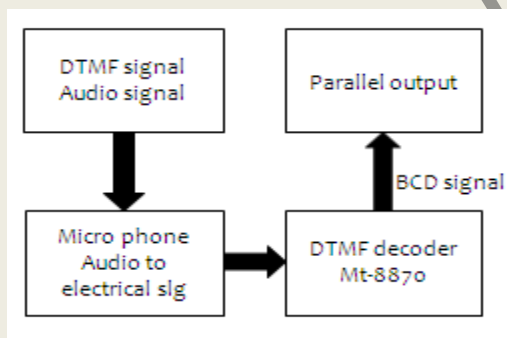 DTMF signal
Audio signal
Micro phone
Audio to
electrical slg
DTMF decoder
Mt-8870
BCD signal
Parallel output